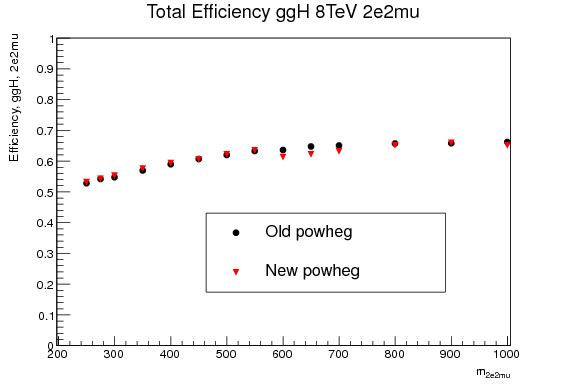 Total Efficiency ggH 8TeV 2e2mu
Efficiency, ggH, 2e2mu
1
0.9
0.8
0.7
0.6
0.5
0.4
0.3
0.2
0.1
0
Old powheg
New powheg
200 300 400 500 600 700 800 900 1000
m2e2mu